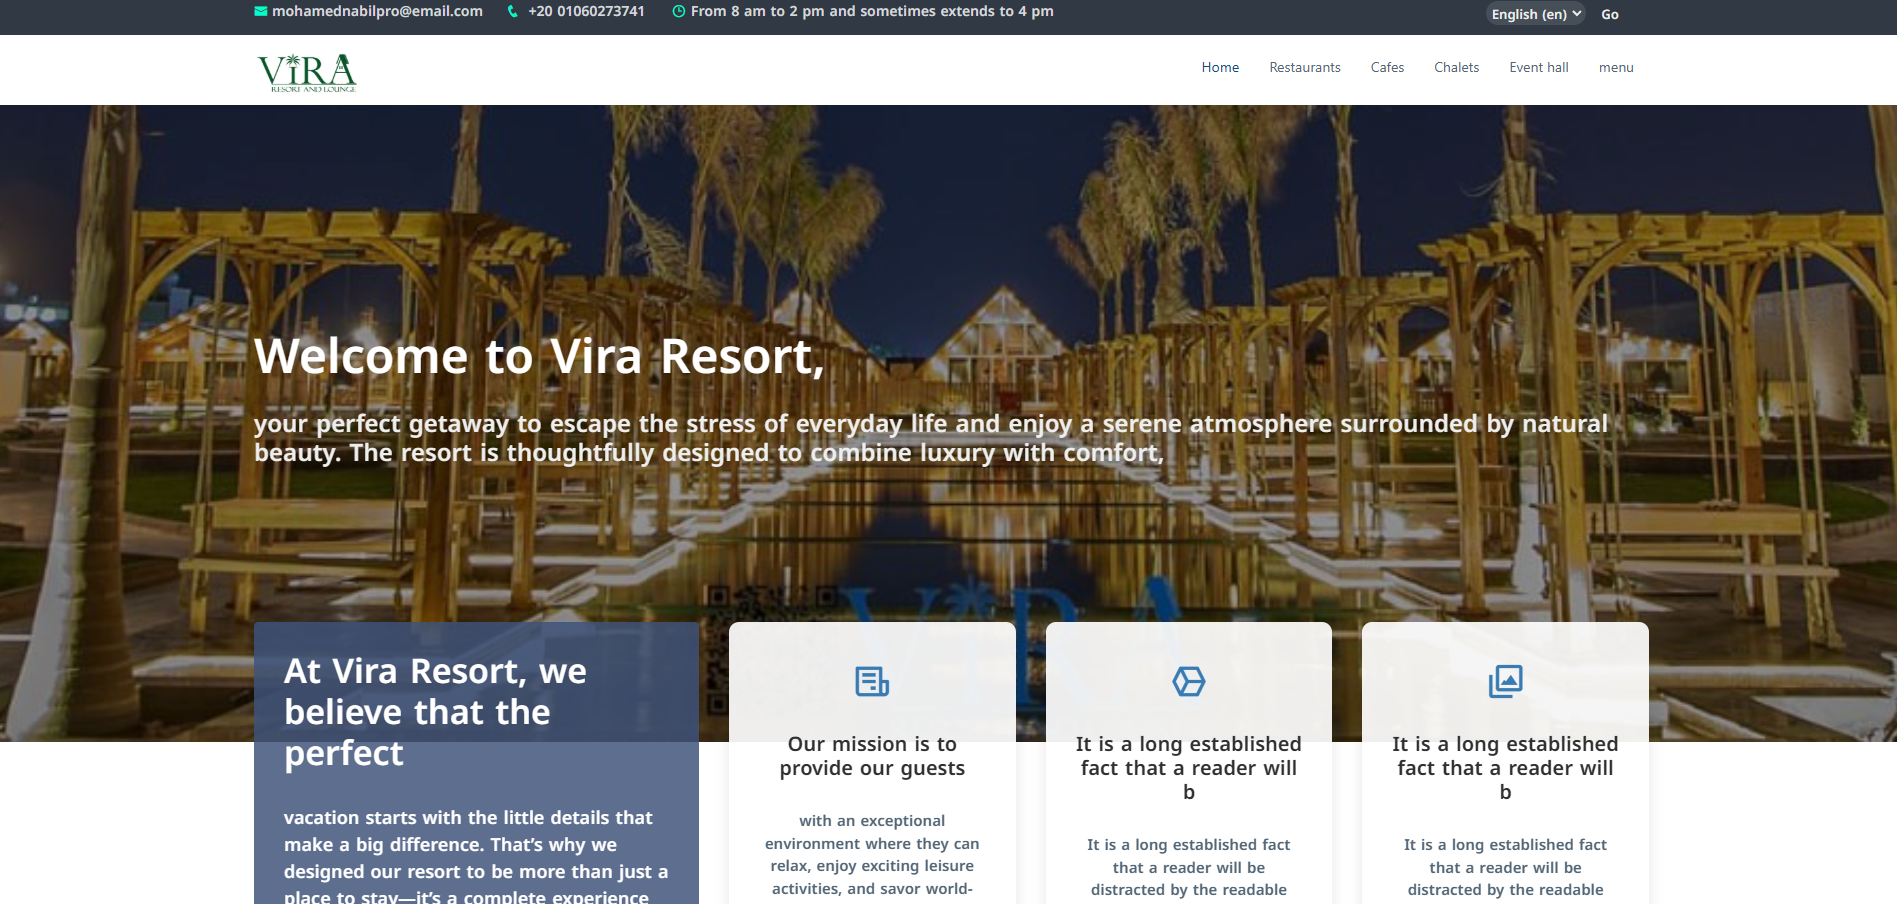 mohamednabilpro@email.com
+20 01060273741
From 8 am to 2 pm and sometimes extends to 4 pm
English (en)
Go
ViRA
RESORT AND LOUNGE
Home
Restaurants
Cafes
Chalets
Event hall
menu
Welcome to Vira Resort,
your perfect getaway to escape the stress of everyday life and enjoy a serene atmosphere surrounded by natural
beauty. The resort is thoughtfully designed to combine luxury with comfort,
ViRA
At Vira Resort, we
believe that the
perfect
vacation starts with the little details that
make a big difference. That’s why we
designed our resort to be more than just a
place to stay—it’s a complete experience
Our mission is to
provide our guests
with an exceptional
environment where they can
relax, enjoy exciting leisure
activities, and savor world-
It is a long established
fact that a reader will
b
It is a long established fact
that a reader will be
distracted by the readable
It is a long established
fact that a reader will
b
It is a long established fact
that a reader will be
distracted by the readable